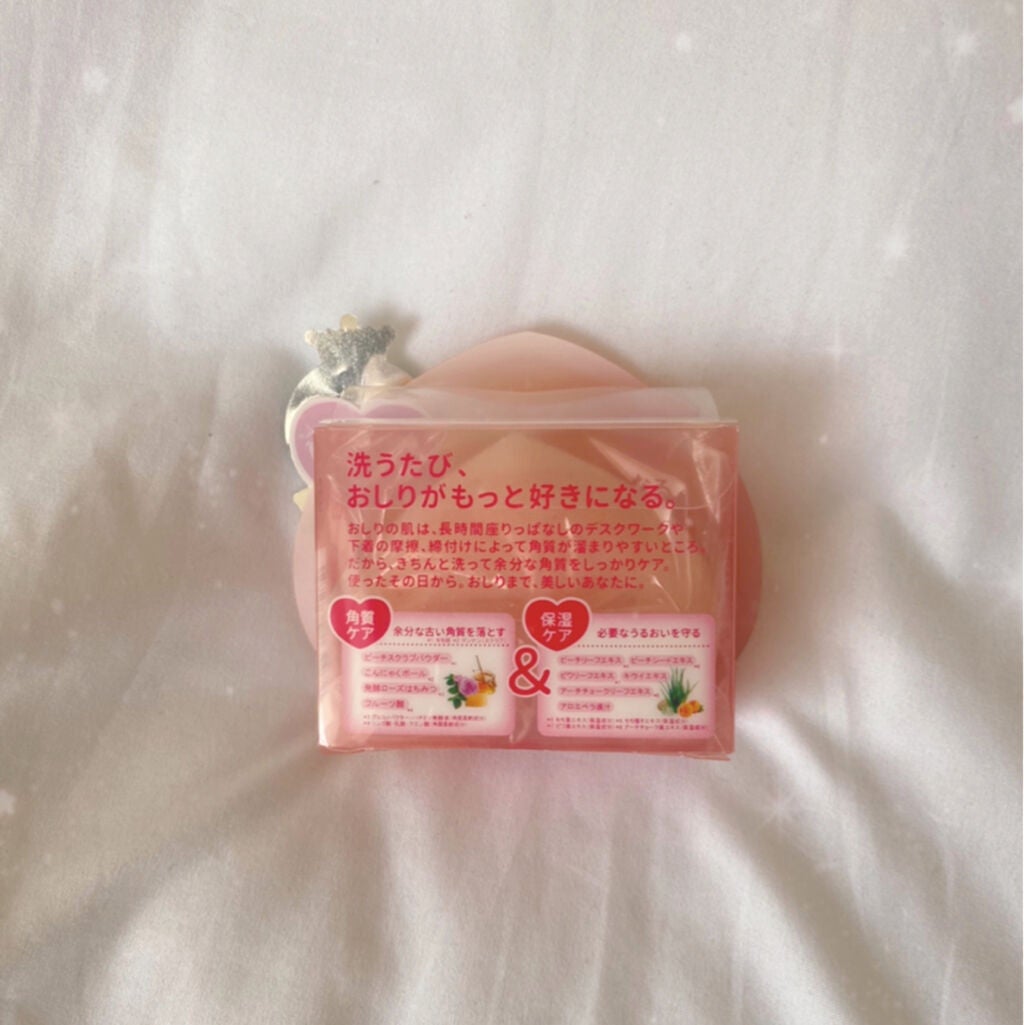 洗うたび、
おしりがもっと好きになる。
おしりの肌は、長時間座りっぱなしのデスクワークや
下着の摩擦、締付けによって角質が溜まりやすいところ。
だから、きちんと洗って余分な角質をしっかりケア。
使ったその日から。おしりまで、美しいあなたに。
角質
ケア
余分な古い角質を落とす
ピーチスクラブパウダー
こんにゃくボール
発酵ローズはちみつ
フルーツ酸
&
保湿
ケア
必要なうるおいを守る
ピーチリーフエキス ピーチシードエキス
ビワリーフエキス キウイエキス
アーチチョークリーフエキス
アロエベラ液汁